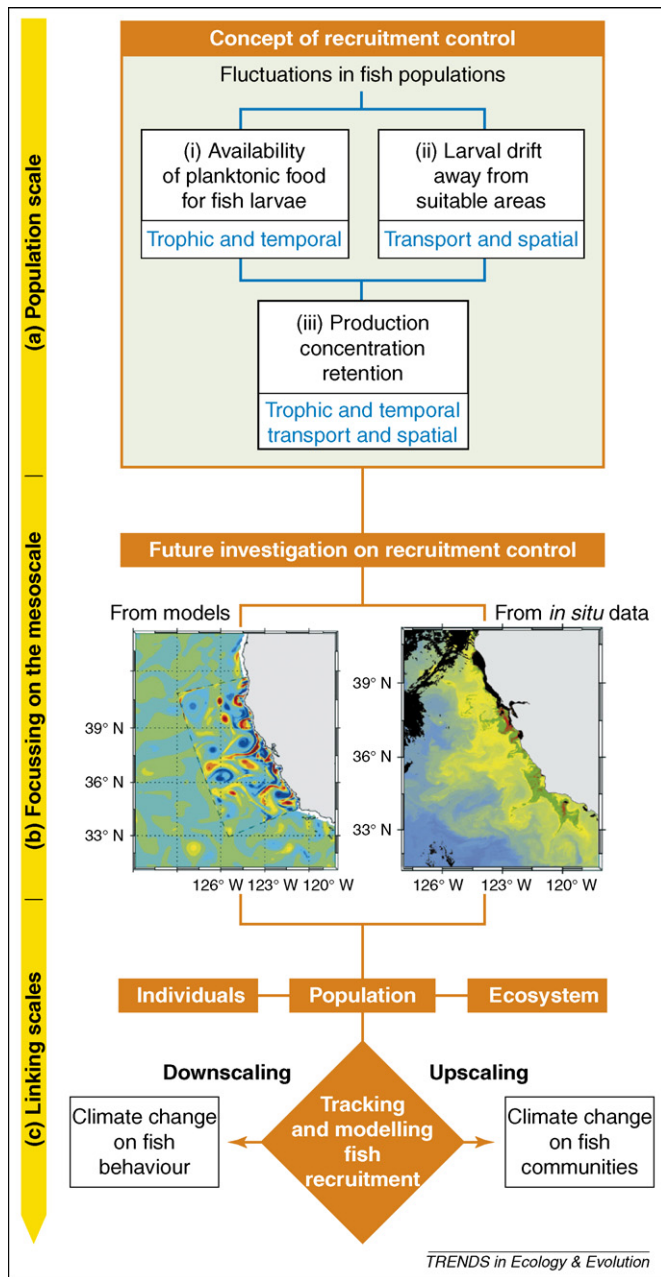 Concept of recruitment control
Fluctuations in fish populations
(i) Availability
of planktonic food
for fish larvae
Trophic and temporal
(ii) Larval drift
away from
suitable areas
Transport and spatial
(iii) Production
concentration
retention
Trophic and temporal
transport and spatial
(a) Population scale
Future investigation on recruitment control
From models
From in situ data
39° N
36° N
33° N
126° W 123° W 120° W
39° N
36° N
33° N
126° W 123° W 120° W
(b) Focussing on the mesoscale
Individuals
Population
Ecosystem
Downscaling
Upscaling
Climate change
on fish
behaviour
Tracking
and modelling
fish
recruitment
Climate change
on fish
communities
(c) Linking scales
TRENDS in Ecology & Evolution